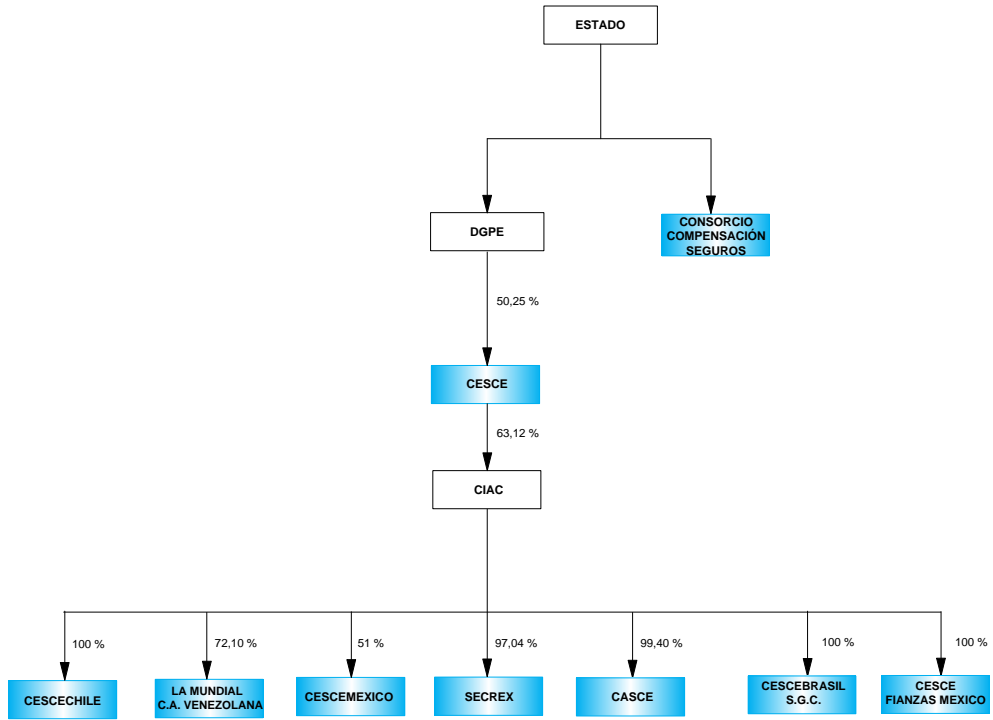 ESTADO
DGPE
CONSORCIO
COMPENSACIÓN
SEGUROS
50,25 %
CESCE
63,12 %
CIAC
100 %
72,10 %
51 %
97,04 %
99,40 %
100 %
100 %
CESCECHILE
LA MUNDIAL
C.A. VENEZOLANA
CESCEMEXICO
SECREX
CASCE
CESCEBRASIL
S.G.C.
CESCE
FIANZAS MEXICO